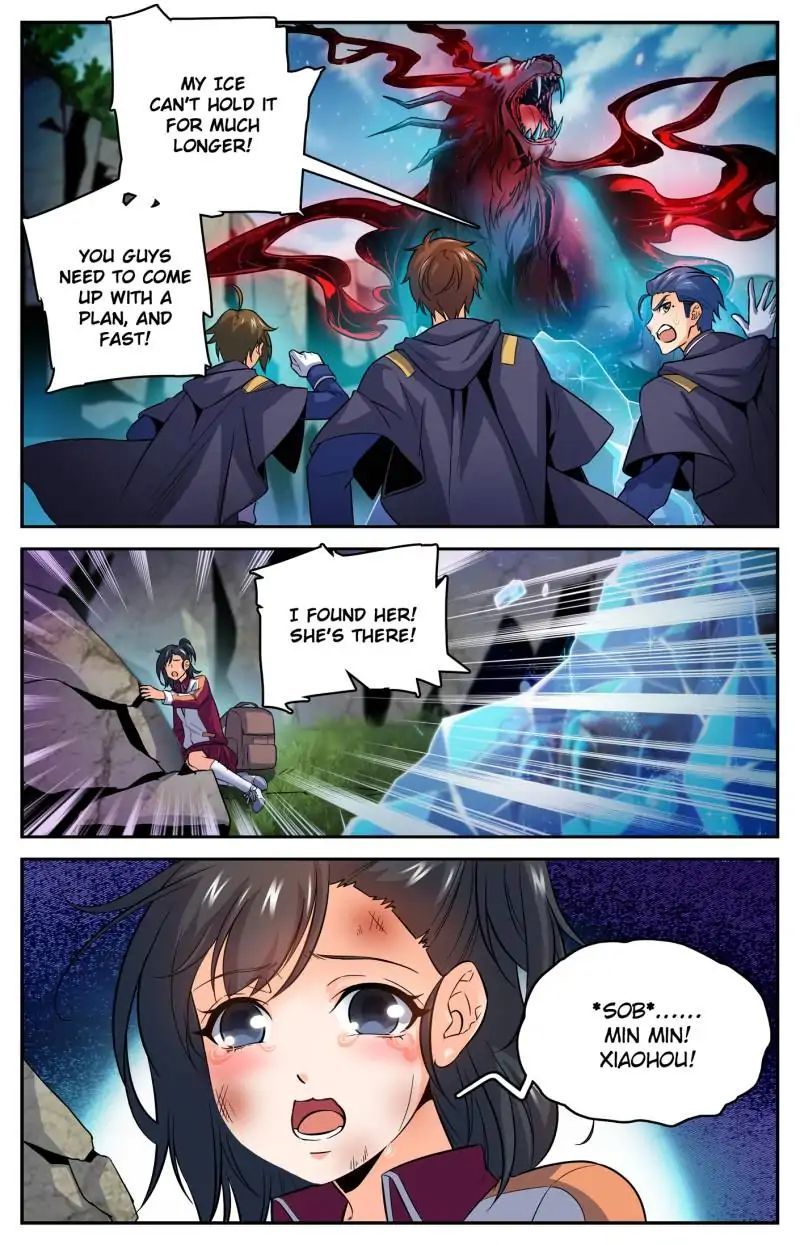 MY ICE
CAN'T HOLD IT
FOR MUCH
LONGER!
YOU GUYS
NEED TO COME
UP WITH A
PLAN, AND
FAST!
I FOUND HER!
SHE'S THERE!
*SOB*......
MIN MIN!
XIAOHOU!